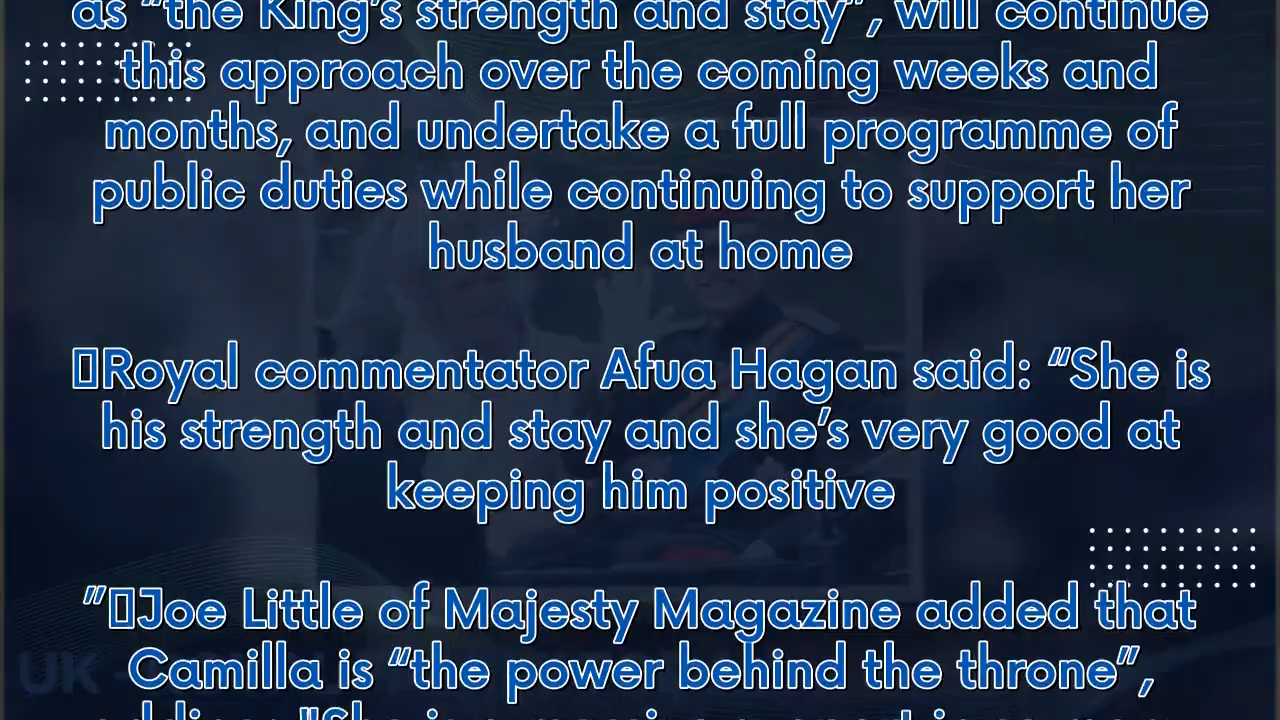 as “the King’s strength and stay”, will continue
this approach over the coming weeks and
months, and undertake a full programme of
public duties while continuing to support her
husband at home
Royal commentator Afua Hagan said: “She is
his strength and stay and she’s very good at
keeping him positive
”Joe Little of Majesty Magazine added that
Camilla is “the power behind the throne”,
UK